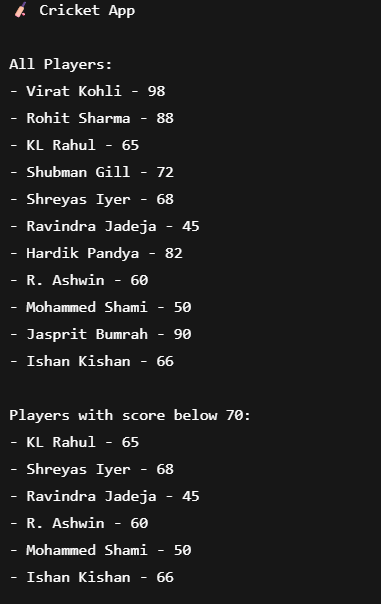 🏏 Cricket App
All Players:
- Virat Kohli - 98
- Rohit Sharma - 88
- KL Rahul - 65
- Shubman Gill - 72
- Shreyas Iyer - 68
- Ravindra Jadeja - 45
- Hardik Pandya - 82
- R. Ashwin - 60
- Mohammed Shami - 50
- Jasprit Bumrah - 90
- Ishan Kishan - 66
Players with score below 70:
- KL Rahul - 65
- Shreyas Iyer - 68
- Ravindra Jadeja - 45
- R. Ashwin - 60
- Mohammed Shami - 50
- Ishan Kishan - 66